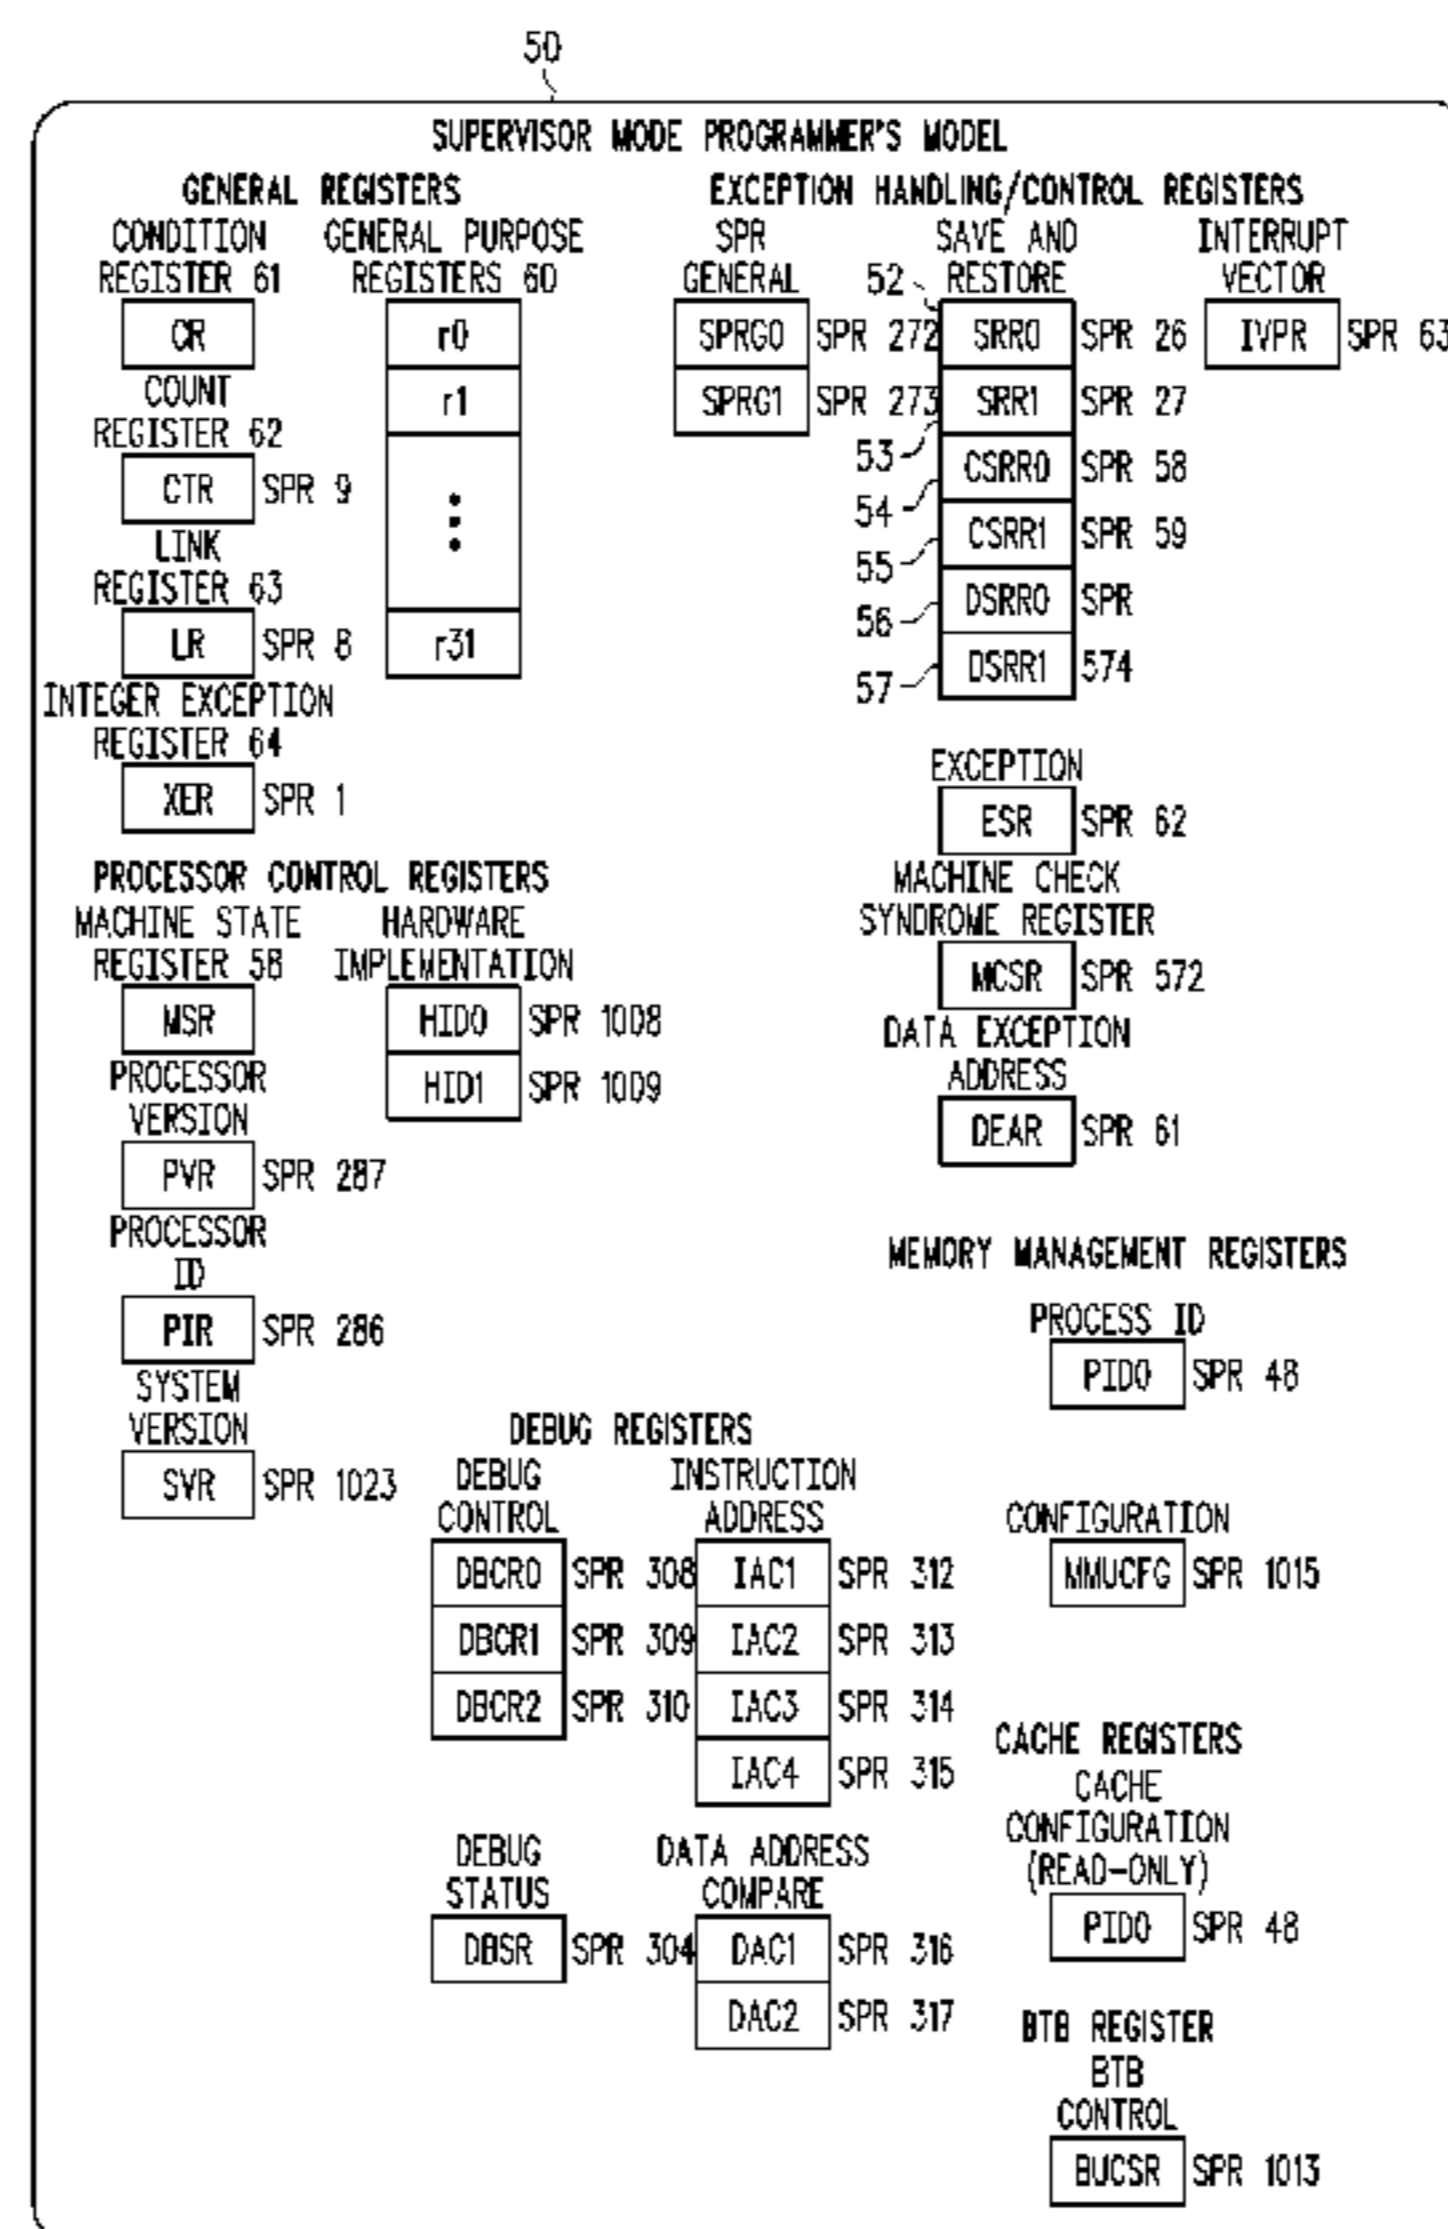 50
SUPERVISOR MODE PROGRAMMER'S MODEL
GENERAL REGISTERS
CONDITION
REGISTER 61
CR
COUNT
REGISTER 62
CTR SPR 9
LINK
REGISTER 63
LR SPR 8
INTEGER EXCEPTION
REGISTER 64
XER SPR 1
GENERAL PURPOSE
REGISTERS 60
r0
r1
r31
EXCEPTION HANDLING/CONTROL REGISTERS
SPR
GENERAL
SPRG0 SPR 272
SPRG1 SPR 273
SAVE AND
RESTORE
52 SRR0 SPR 26
53 SRR1 SPR 27
54 CSRR0 SPR 58
55 CSRR1 SPR 59
56 DSRR0 SPR
57 DSRR1 574
INTERRUPT
VECTOR
IVPR SPR 63
EXCEPTION
ESR SPR 62
MACHINE CHECK
SYNDROME REGISTER
MCSR SPR 572
DATA EXCEPTION
ADDRESS
DEAR SPR 61
PROCESSOR CONTROL REGISTERS
MACHINE STATE
REGISTER 58
MSR
PROCESSOR
VERSION
PVR SPR 287
PROCESSOR
ID
PIR SPR 286
SYSTEM
VERSION
SVR SPR 1023
HARDWARE
IMPLEMENTATION
HID0 SPR 1008
HID1 SPR 1009
MEMORY MANAGEMENT REGISTERS
PROCESS ID
PID0 SPR 48
CONFIGURATION
MMUCFG SPR 1015
DEBUG REGISTERS
DEBUG
CONTROL
DBCR0 SPR 308
DBCR1 SPR 309
DBCR2 SPR 310
INSTRUCTION
ADDRESS
IAC1 SPR 312
IAC2 SPR 313
IAC3 SPR 314
IAC4 SPR 315
DEBUG
STATUS
DBSR SPR 304
DATA ADDRESS
COMPARE
DAC1 SPR 316
DAC2 SPR 317
CACHE REGISTERS
CACHE
CONFIGURATION
(READ-ONLY)
PID0 SPR 48
BTB REGISTER
BTB
CONTROL
BUCSR SPR 1013